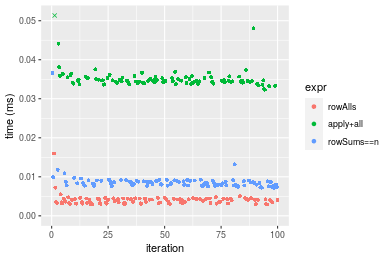 0.05
0.04
0.03
0.02
0.01
0.00
time (ms)
0
25
50
75
100
iteration
expr
rowAlls
apply+all
rowSums==n